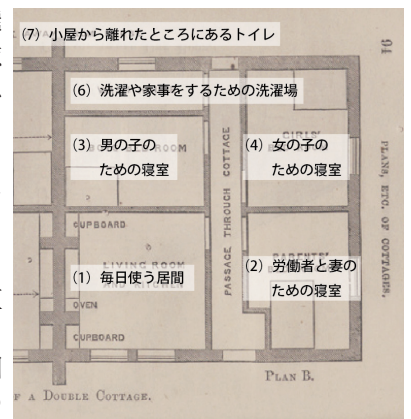 (7) 小屋から離れたところにあるトイレ
94
(6) 洗濯や家事をするための洗濯場
(3) 男の子の
ための寝室
ROOM
PASSAGE THROUGH COTTAGE
(4) 女の子の
ための寝室
GIRLS'
PLANS, ETC. OF COTTAGES.
CUPBOARD
LIVING ROOM
(1) 毎日使う居間
OVEN
CUPBOARD
PARENTS'
(2) 労働者と妻の
ための寝室
PLAN B.
F A DOUBLE COTTAGE.